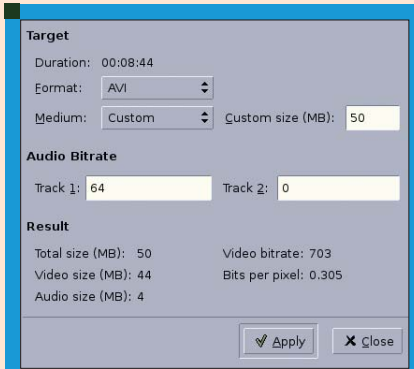 Target
Duration: 00:08:44
Format: AVI
Medium: Custom Custom size (MB): 50
Audio Bitrate
Track 1: 64 Track 2: 0
Result
Total size (MB): 50 Video bitrate: 703
Video size (MB): 44 Bits per pixel: 0.305
Audio size (MB): 4
Apply Close